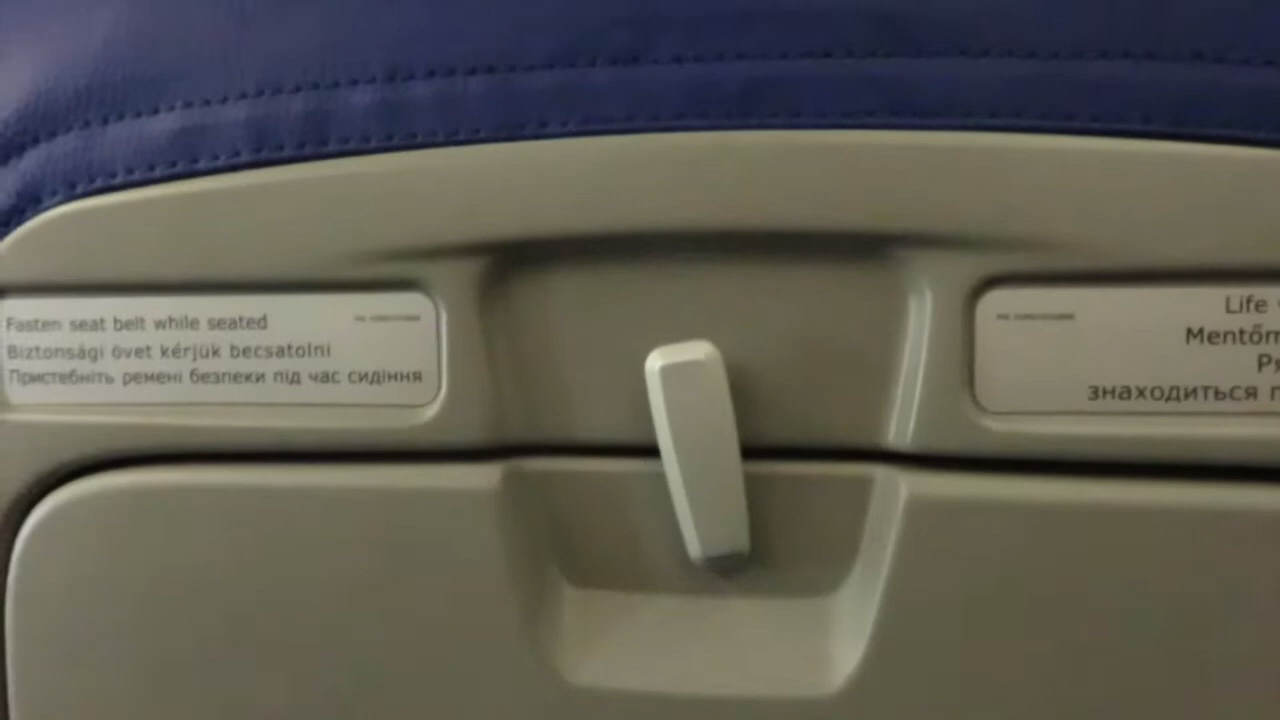 Fasten seat belt while seated
Biztonsági övet kérjük becsatolni
Пристебніть ремені безпеки під час сидіння
Life
Mentőm
знаходиться